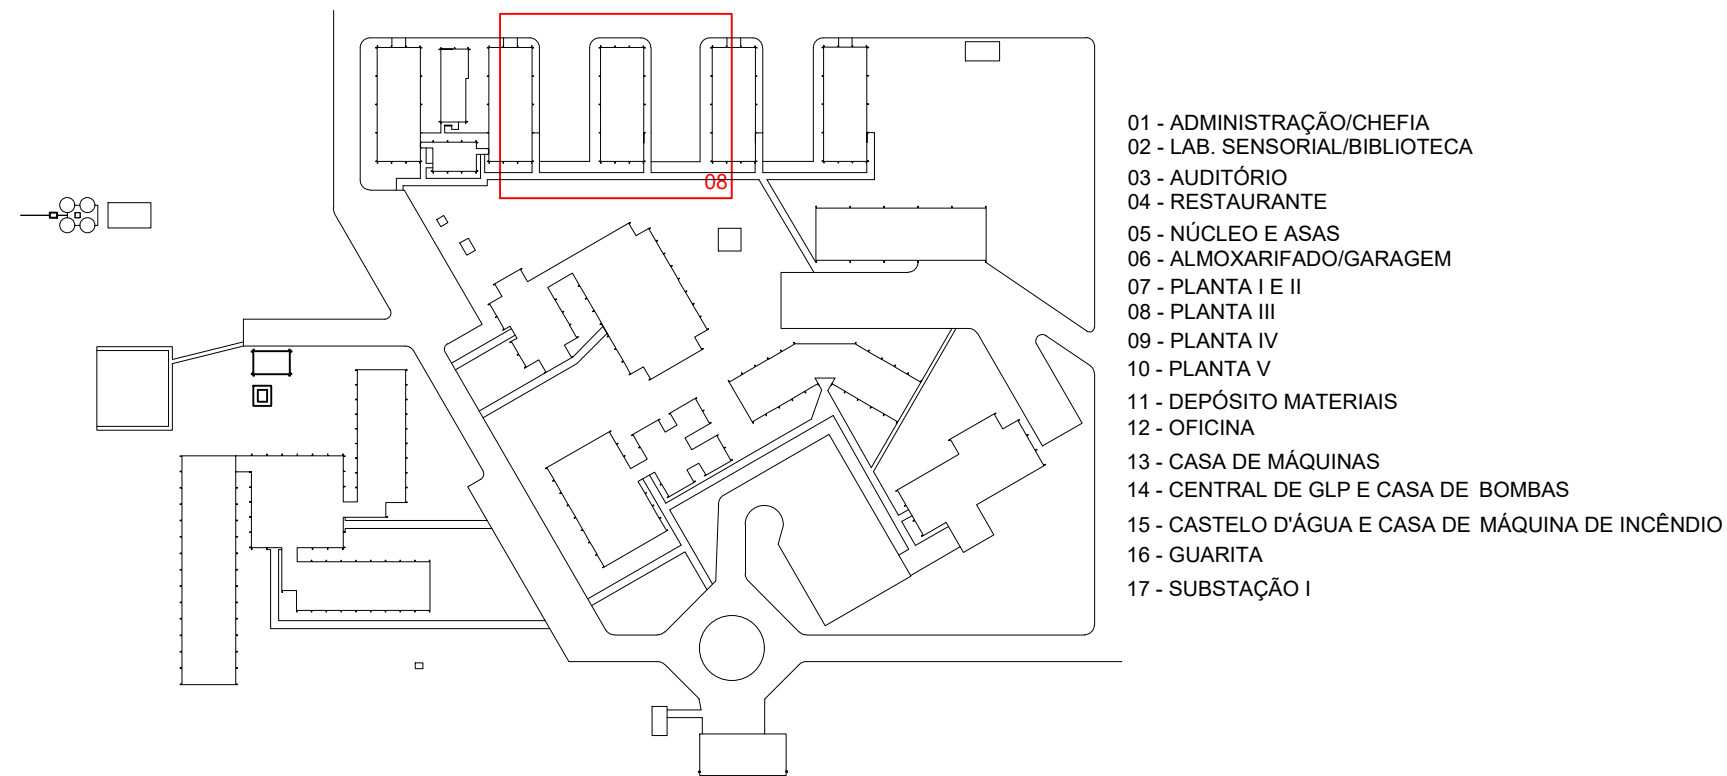 08
01 - ADMINISTRAÇÃO/CHEFIA
02 - LAB. SENSORIAL/BIBLIOTECA
03 - AUDITÓRIO
04 - RESTAURANTE
05 - NÚCLEO E ASAS
06 - ALMOXARIFADO/GARAGEM
07 - PLANTA I E II
08 - PLANTA III
09 - PLANTA IV
10 - PLANTA V
11 - DEPÓSITO MATERIAIS
12 - OFICINA
13 - CASA DE MÁQUINAS
14 - CENTRAL DE GLP E CASA DE BOMBAS
15 - CASTELO D'ÁGUA E CASA DE MÁQUINA DE INCÊNDIO
16 - GUARITA
17 - SUBSTAÇÃO I